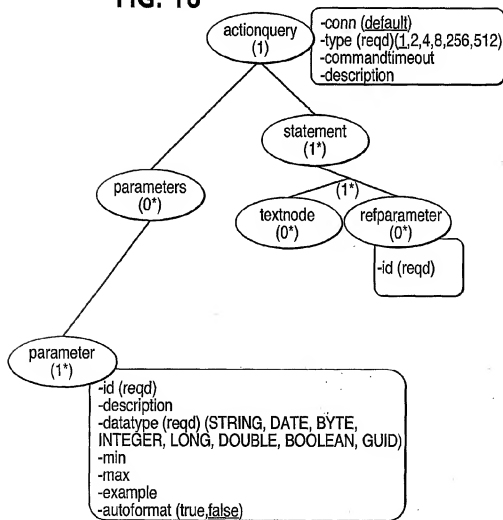 actionquery
(1)
-conn (default)
-type (reqd)(1,2,4,8,256,512)
-commandtimeout
-description
statement
(1*)
parameters
(0*)
(1*)
textnode
(0*)
refparameter
(0*)
-id (reqd)
parameter
(1*)
-id (reqd)
-description
-datatype (reqd) (STRING, DATE, BYTE,
INTEGER, LONG, DOUBLE, BOOLEAN, GUID)
-min
-max
-example
-autoformat (true,false)